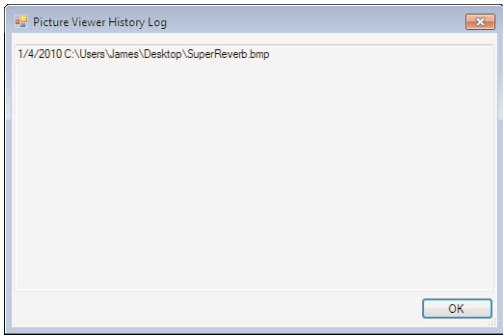 Picture Viewer History Log
1/4/2010 C:\Users\James\Desktop\SuperReverb.bmp
OK